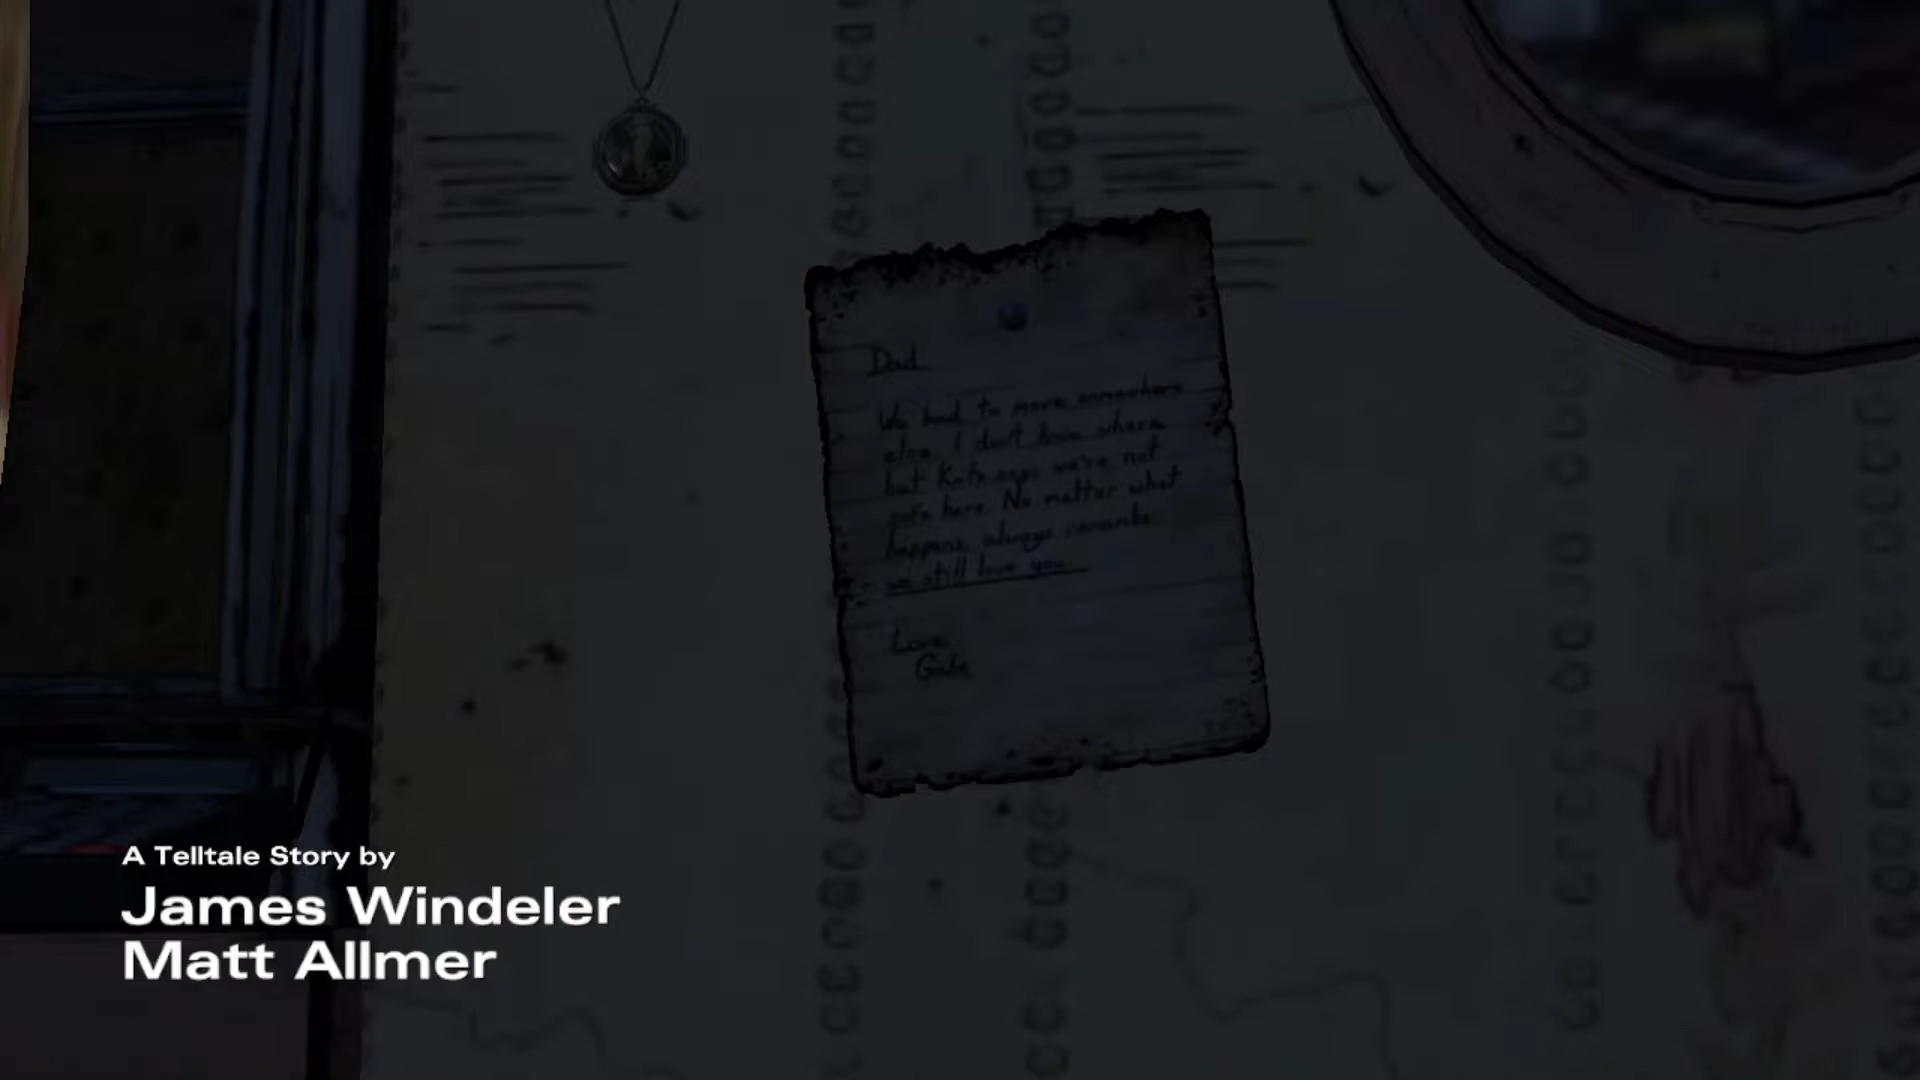 Dad
We had to move somewhere
else. I don't know where
but Kate says we're not
safe here. No matter what
happens, always remember
we still love you.
Love,
Gabe
A Telltale Story by
James Windeler
Matt Allmer